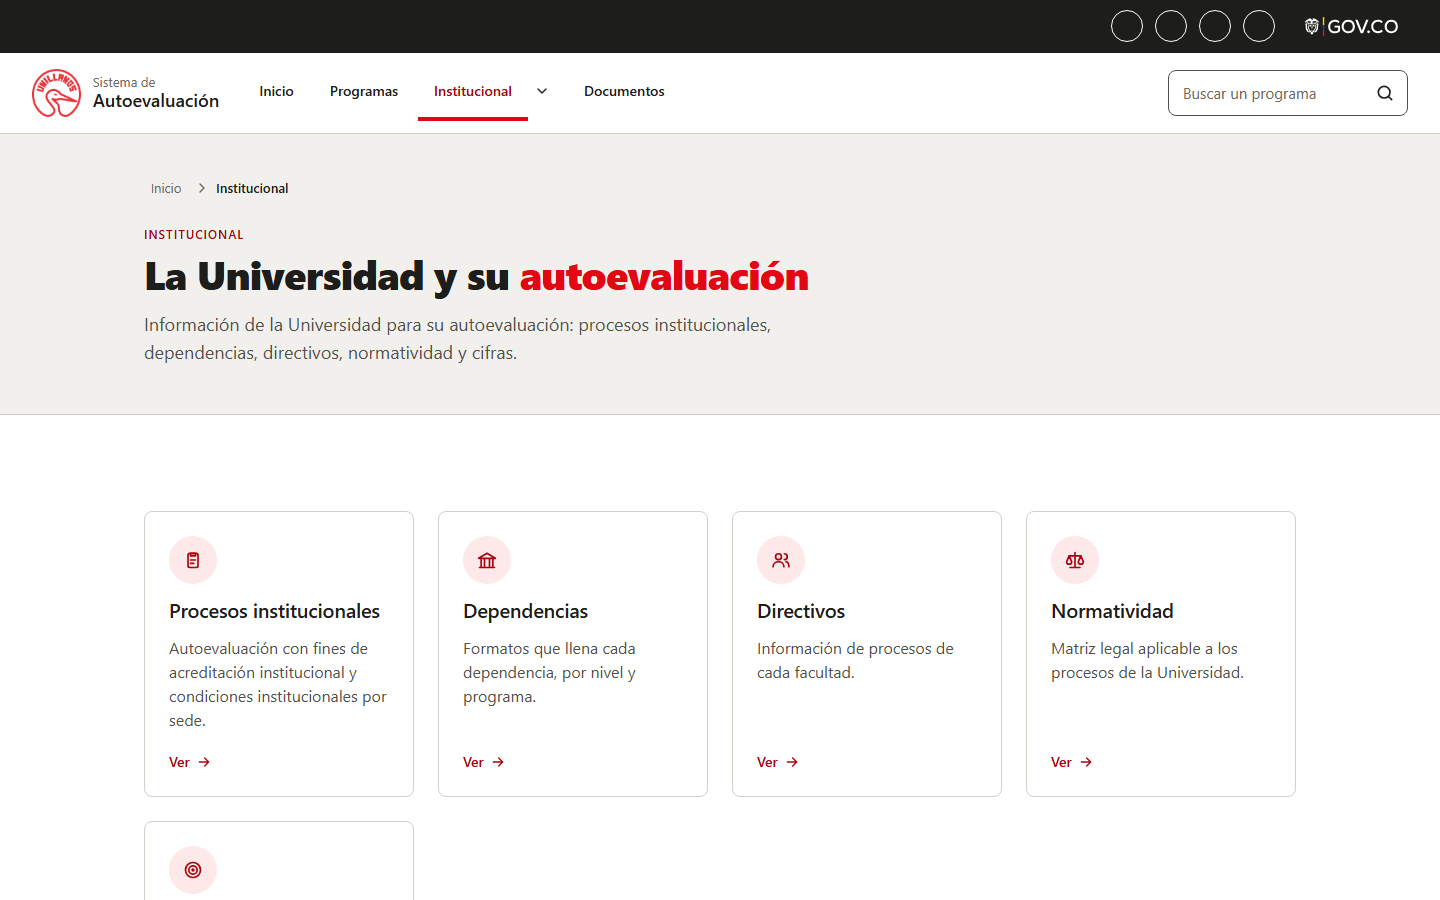 GOV.CO
UNILLANOS
Sistema de
Autoevaluación
Inicio
Programas
Institucional
Documentos
Buscar un programa
Inicio
Institucional
INSTITUCIONAL
La Universidad y su autoevaluación
Información de la Universidad para su autoevaluación: procesos institucionales,
dependencias, directivos, normatividad y cifras.
Procesos institucionales
Autoevaluación con fines de
acreditación institucional y
condiciones institucionales por
sede.
Ver
Dependencias
Formatos que llena cada
dependencia, por nivel y
programa.
Ver
Directivos
Información de procesos de
cada facultad.
Ver
Normatividad
Matriz legal aplicable a los
procesos de la Universidad.
Ver